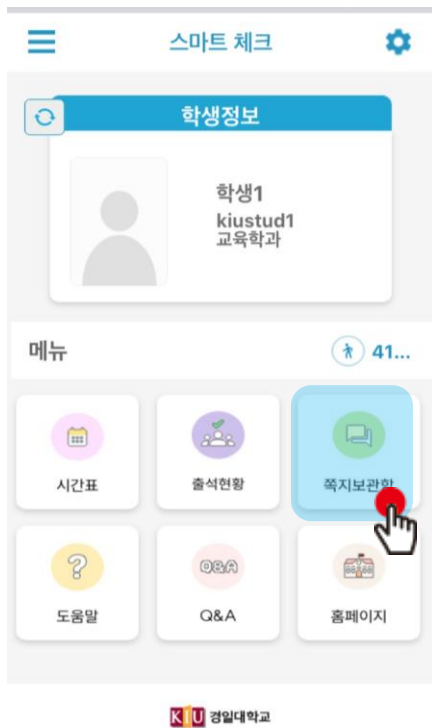 스마트 체크
학생정보
학생1
kiustud1
교육학과
메뉴
41...
시간표
출석현황
쪽지보관함
?
도움말
Q&A
Q&A
홈페이지
KIU 경일대학교